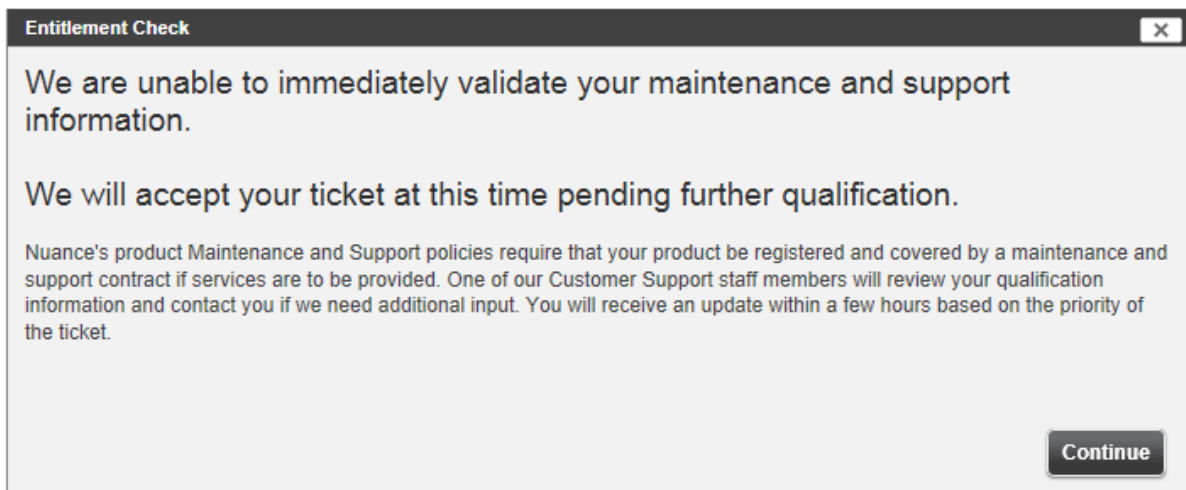 Entitlement Check
We are unable to immediately validate your maintenance and support
information.
We will accept your ticket at this time pending further qualification.
Nuance's product Maintenance and Support policies require that your product be registered and covered by a maintenance and
support contract if services are to be provided. One of our Customer Support staff members will review your qualification
information and contact you if we need additional input. You will receive an update within a few hours based on the priority of
the ticket.
Continue